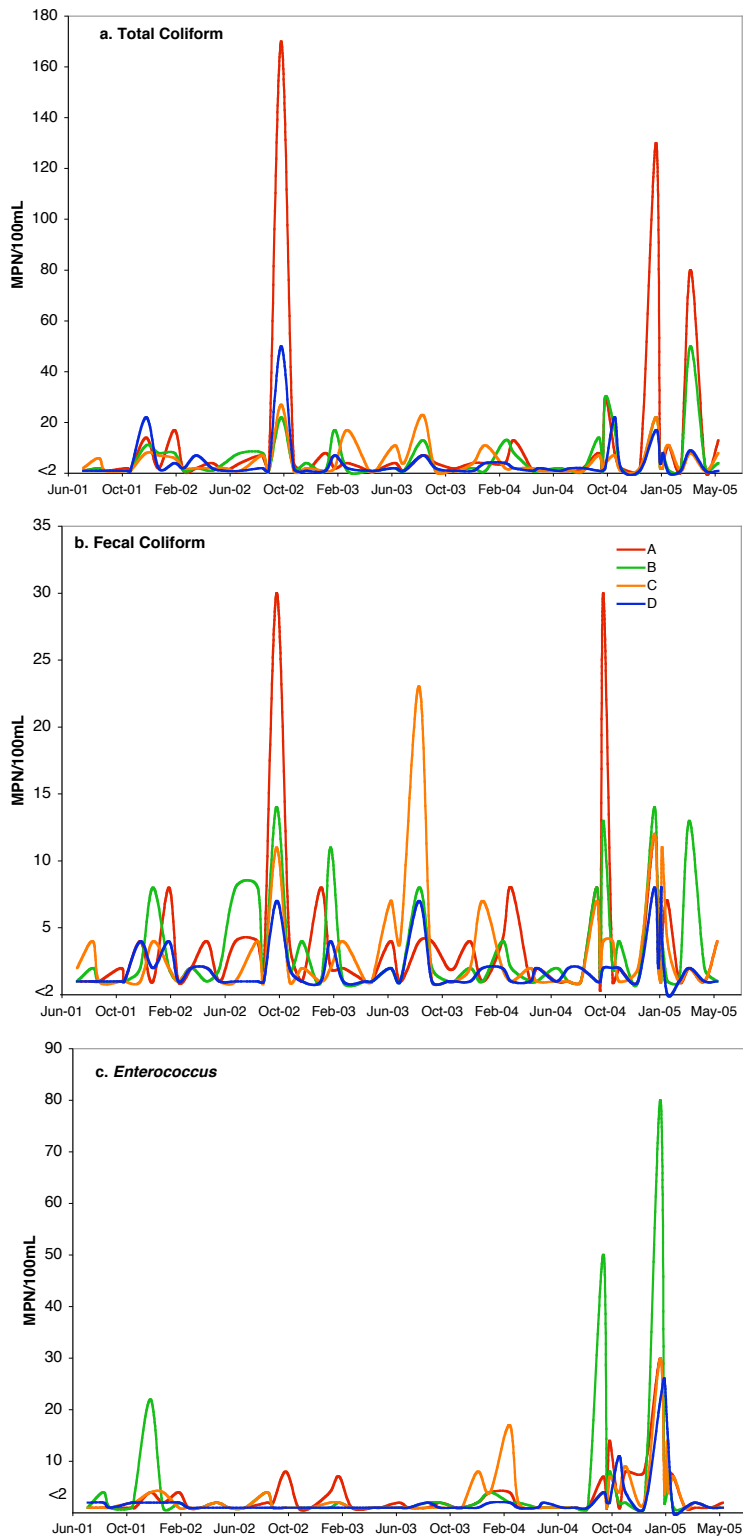 a. Total Coliform
MPN/100mL
180
160
140
120
100
80
60
40
20
<2
Jun-01 Oct-01 Feb-02 Jun-02 Oct-02 Feb-03 Jun-03 Oct-03 Feb-04 Jun-04 Oct-04 Jan-05 May-05
b. Fecal Coliform
A
B
C
D
MPN/100mL
35
30
25
20
15
10
5
<2
Jun-01 Oct-01 Feb-02 Jun-02 Oct-02 Feb-03 Jun-03 Oct-03 Feb-04 Jun-04 Oct-04 Jan-05 May-05
c. Enterococcus
MPN/100mL
90
80
70
60
50
40
30
20
10
<2
Jun-01 Oct-01 Feb-02 Jun-02 Oct-02 Feb-03 Jun-03 Oct-03 Feb-04 Jun-04 Oct-04 Jan-05 May-05